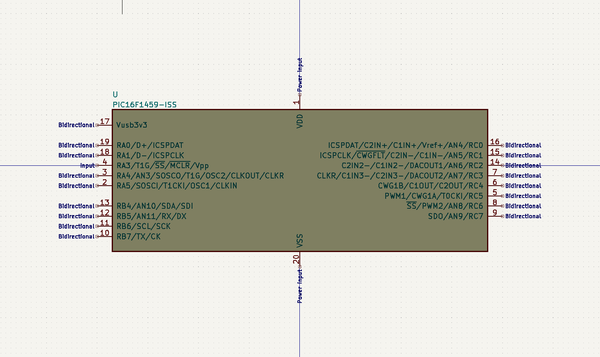 Power Input
U
PIC16F1459-ISS
1
VDD
Bidirectional 17 Vusb3v3
Bidirectional 19 RA0/D+/ICSPDAT
Bidirectional 18 RA1/D-/ICSPCLK
Input 4 RA3/T1G/SS/MCLR/Vpp
Bidirectional 3 RA4/AN3/SOSCO/T1G/OSC2/CLKOUT/CLKR
Bidirectional 2 RA5/SOSCI/T1CKI/OSC1/CLKIN
Bidirectional 13 RB4/AN10/SDA/SDI
Bidirectional 12 RB5/AN11/RX/DX
Bidirectional 11 RB6/SCL/SCK
Bidirectional 10 RB7/TX/CK
ICSPDAT/C2IN+/C1IN+/Vref+/AN4/RC0 16 Bidirectional
ICSPCLK/CWGFLT/C2IN-/C1IN-/AN5/RC1 15 Bidirectional
C2IN2-/C1IN2-/DACOUT1/AN6/RC2 14 Bidirectional
CLKR/C1IN3-/C2IN3-/DACOUT2/AN7/RC3 7 Bidirectional
CWG1B/C1OUT/C2OUT/RC4 6 Bidirectional
PWM1/CWG1A/T0CKI/RC5 5 Bidirectional
SS/PWM2/AN8/RC6 8 Bidirectional
SDO/AN9/RC7 9 Bidirectional
VSS
20
Power Input